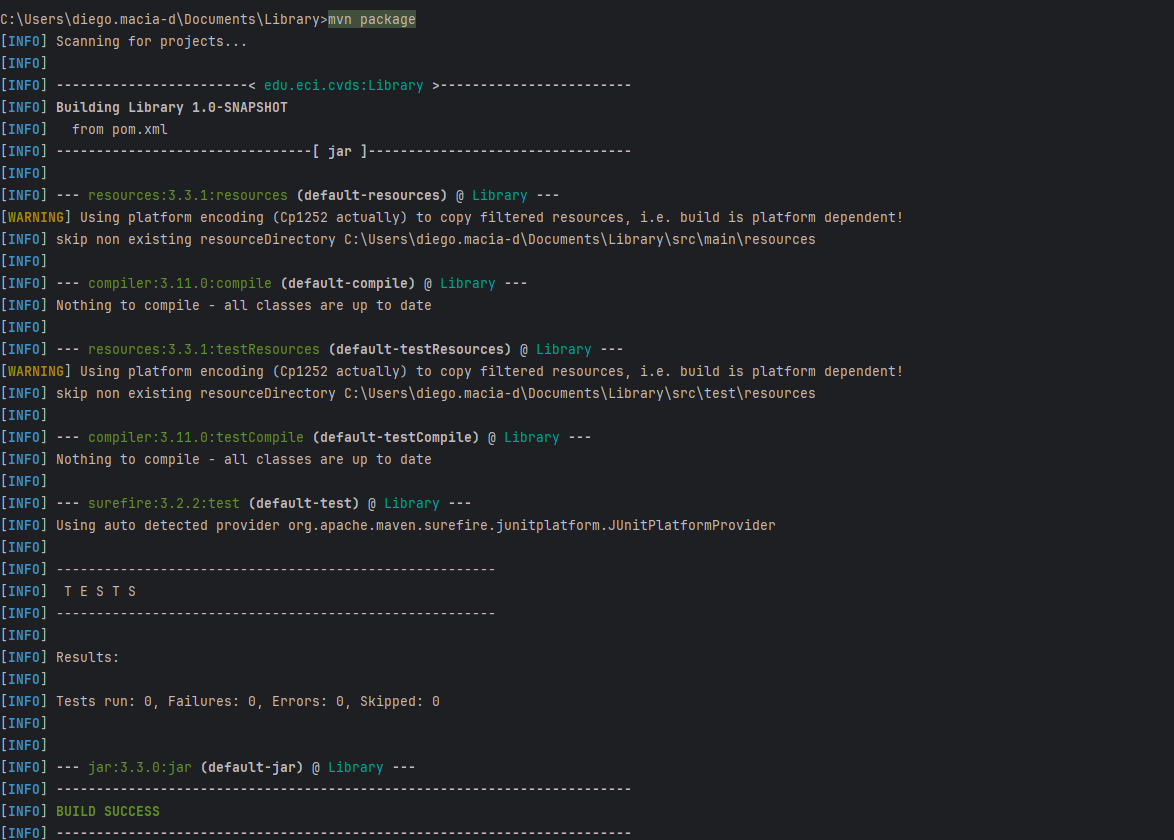 C:\Users\diego.macia-d\Documents\Library>mvn package
[INFO] Scanning for projects...
[INFO]
[INFO] ------------------------< edu.eci.cvds:Library >------------------------
[INFO] Building Library 1.0-SNAPSHOT
[INFO]   from pom.xml
[INFO] --------------------------------[ jar ]---------------------------------
[INFO]
[INFO] --- resources:3.3.1:resources (default-resources) @ Library ---
[WARNING] Using platform encoding (Cp1252 actually) to copy filtered resources, i.e. build is platform dependent!
[INFO] skip non existing resourceDirectory C:\Users\diego.macia-d\Documents\Library\src\main\resources
[INFO]
[INFO] --- compiler:3.11.0:compile (default-compile) @ Library ---
[INFO] Nothing to compile - all classes are up to date
[INFO]
[INFO] --- resources:3.3.1:testResources (default-testResources) @ Library ---
[WARNING] Using platform encoding (Cp1252 actually) to copy filtered resources, i.e. build is platform dependent!
[INFO] skip non existing resourceDirectory C:\Users\diego.macia-d\Documents\Library\src\test\resources
[INFO]
[INFO] --- compiler:3.11.0:testCompile (default-testCompile) @ Library ---
[INFO] Nothing to compile - all classes are up to date
[INFO]
[INFO] --- surefire:3.2.2:test (default-test) @ Library ---
[INFO] Using auto detected provider org.apache.maven.surefire.junitplatform.JUnitPlatformProvider
[INFO]
[INFO] -------------------------------------------------------
[INFO]  T E S T S
[INFO] -------------------------------------------------------
[INFO]
[INFO] Results:
[INFO]
[INFO] Tests run: 0, Failures: 0, Errors: 0, Skipped: 0
[INFO]
[INFO]
[INFO] --- jar:3.3.0:jar (default-jar) @ Library ---
[INFO] ------------------------------------------------------------------------
[INFO] BUILD SUCCESS
[INFO] ------------------------------------------------------------------------